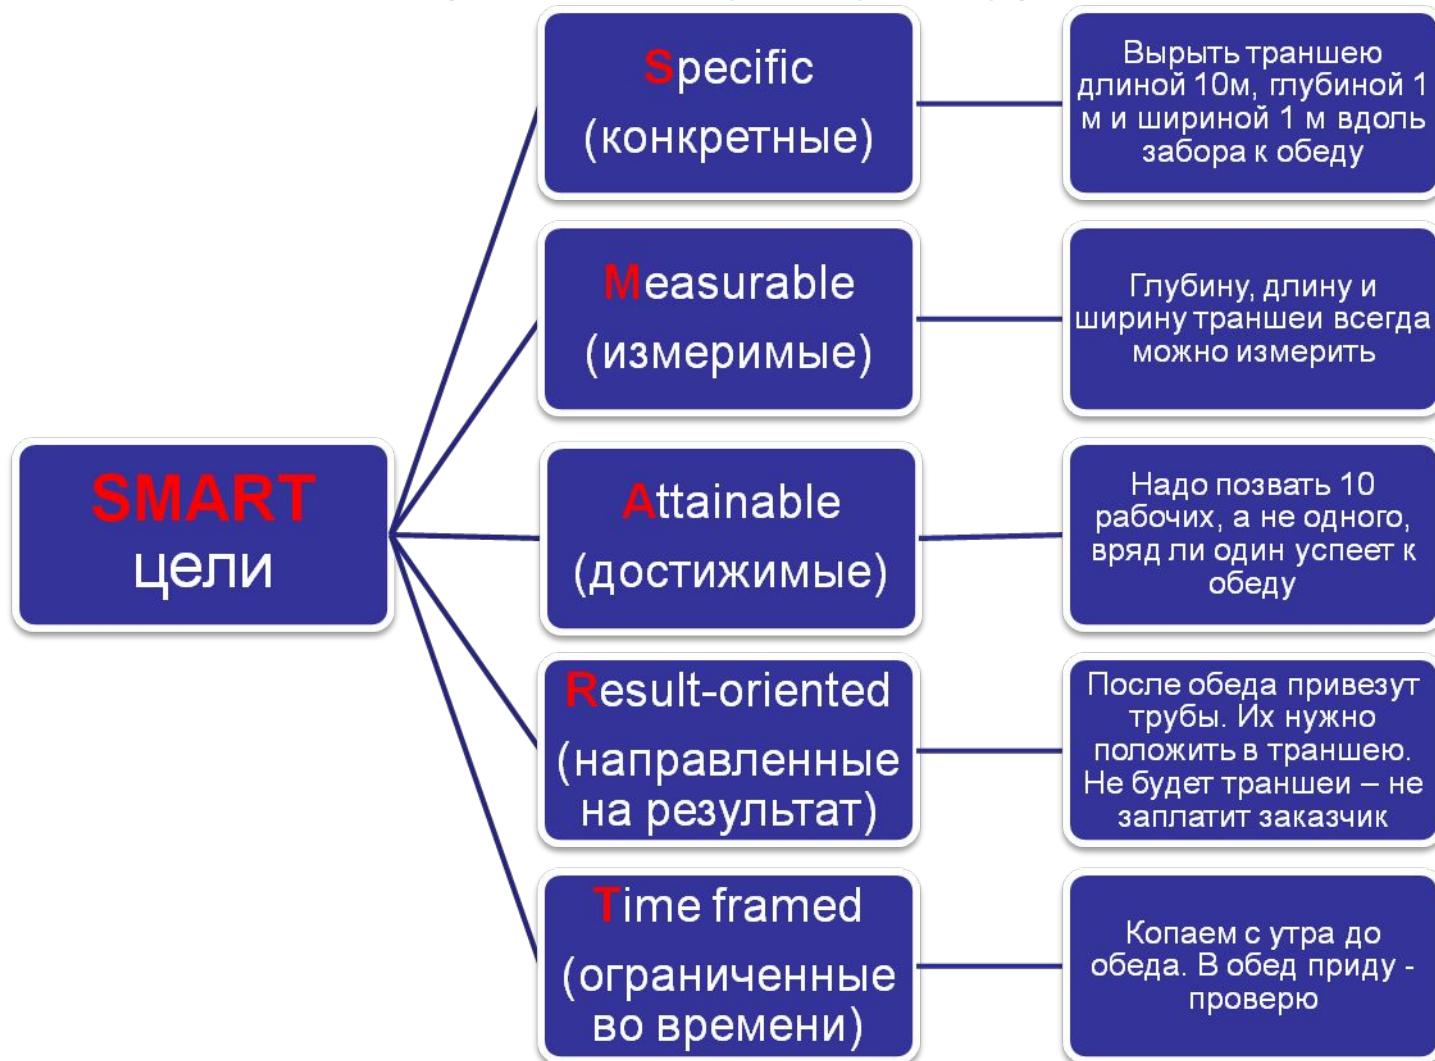 SMART
цели
Specific
(конкретные)
Вырыть траншею
длиной 10м, глубиной 1
м и шириной 1 м вдоль
забора к обеду
Measurable
(измеримые)
Глубину, длину и
ширину траншеи всегда
можно измерить
Attainable
(достижимые)
Надо позвать 10
рабочих, а не одного,
вряд ли один успеет к
обеду
Result-oriented
(направленные
на результат)
После обеда привезут
трубы. Их нужно
положить в траншею.
Не будет траншеи – не
заплатит заказчик
Time framed
(ограниченные
во времени)
Копаем с утра до
обеда. В обед приду -
проверю